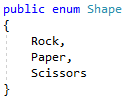 public enum Shape
{
    Rock,
    Paper,
    Scissors
}